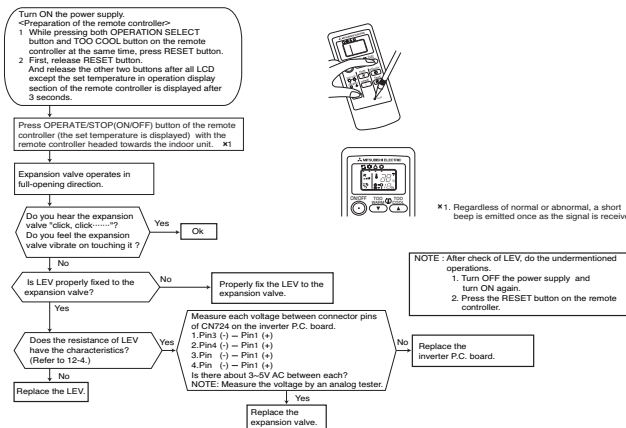 Turn ON the power supply.
<Preparation of the remote controller>
1 While pressing both OPERATION SELECT
button and TOO COOL button on the remote
controller at the same time, press RESET button.
2 First, release RESET button.
And release the other two buttons after all LCD
except the set temperature in operation display
section of the remote controller is displayed after
3 seconds.
Press OPERATE/STOP(ON/OFF) button of the remote
controller (the set temperature is displayed) with the
remote controller headed towards the indoor unit. ×1
Expansion valve operates in
full-opening direction.
Do you hear the expansion
valve "click, click·······"?
Do you feel the expansion
valve vibrate on touching it ?
Yes
Ok
No
Is LEV properly fixed to the
expansion valve?
No
Properly fix the LEV to the
expansion valve.
Yes
Does the resistance of LEV
have the characteristics?
(Refer to 12-4.)
Yes
No
Replace the LEV.
Measure each voltage between connector pins
of CN724 on the inverter P.C. board.
1.Pin3 (-) — Pin1 (+)
2.Pin4 (-) — Pin1 (+)
3.Pin (-) — Pin1 (+)
4.Pin (-) — Pin1 (+)
Is there about 3~5V AC between each?
NOTE: Measure the voltage by an analog tester.
No
Replace the
inverter P.C. board.
Yes
Replace the
expansion valve.
MITSUBISHI ELECTRIC
ON/OFF
TOO WARM
TOO COOL
×1. Regardless of normal or abnormal, a short
beep is emitted once as the signal is receive
NOTE : After check of LEV, do the undermentioned
operations.
1. Turn OFF the power supply and
turn ON again.
2. Press the RESET button on the remote
controller.